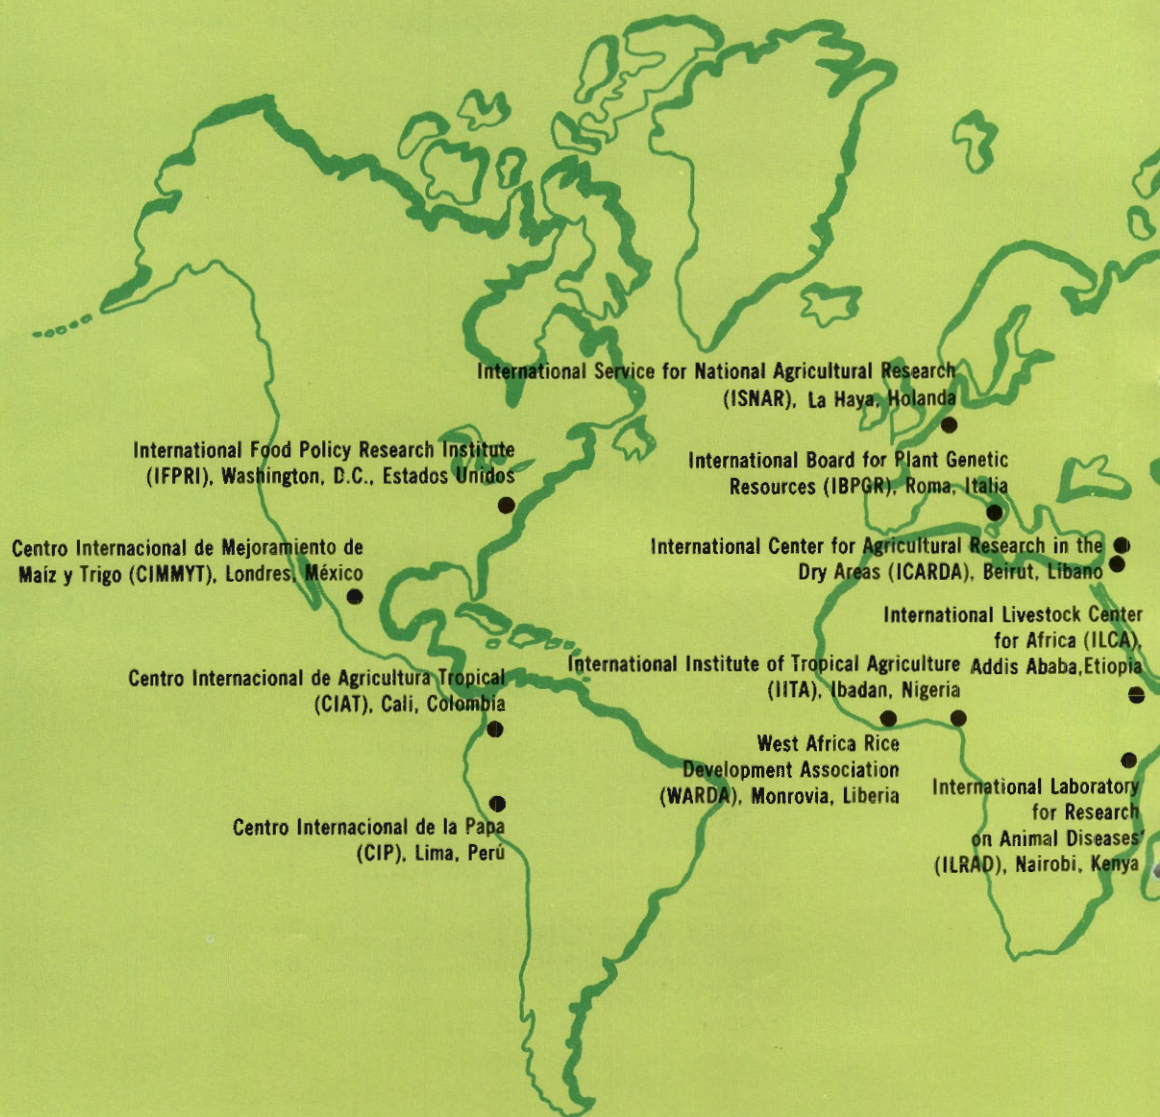 International Service for National Agricultural Research
(ISNAR), La Haya, Holanda
International Food Policy Research Institute
(IFPRI), Washington, D.C., Estados Unidos
International Board for Plant Genetic
Resources (IBPGR), Roma, Italia
Centro Internacional de Mejoramiento de
Maíz y Trigo (CIMMYT), Londres, México
International Center for Agricultural Research in the
Dry Areas (ICARDA), Beirut, Libano
International Livestock Center
for Africa (ILCA),
Addis Ababa,Etiopia
International Institute of Tropical Agriculture
(IITA), Ibadan, Nigeria
Centro Internacional de Agricultura Tropical
(CIAT), Cali, Colombia
West Africa Rice
Development Association
(WARDA), Monrovia, Liberia
International Laboratory
for Research
on Animal Diseases'
(ILRAD), Nairobi, Kenya
Centro Internacional de la Papa
(CIP), Lima, Perú